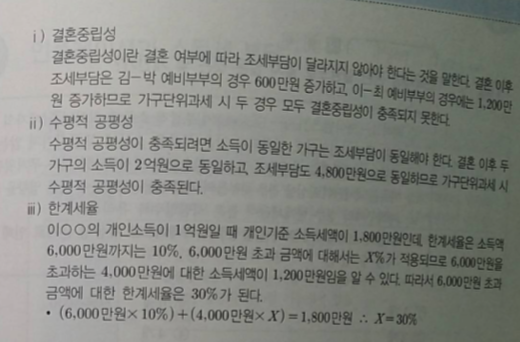 ⅰ) 결혼중립성
결혼중립성이란 결혼 여부에 따라 조세부담이 달라지지 않아야 한다는 것을 말한다. 결혼 이후
조세부담은 김-박 예비부부의 경우 600만원 증가하고, 이-최 예비부부의 경우에는 1,200만
원 증가하므로 가구단위과세 시 두 경우 모두 결혼중립성이 충족되지 못한다.
ⅱ) 수평적 공평성
수평적 공평성이 충족되려면 소득이 동일한 가구는 조세부담이 동일해야 한다. 결혼 이후 두
가구의 소득이 2억원으로 동일하고, 조세부담도 4,800만원으로 동일하므로 가구단위과세 시
수평적 공평성이 충족된다.
ⅲ) 한계세율
이○○의 개인소득이 1억원일 때 개인기준 소득세액이 1,800만원인데, 한계세율은 소득액
6,000만원까지는 10%, 6,000만원 초과 금액에 대해서는 X%가 적용되므로 6,000만원을
초과하는 4,000만원에 대한 소득세액이 1,200만원임을 알 수 있다. 따라서 6,000만원 초과
금액에 대한 한계세율은 30%가 된다.
• (6,000만원×10%)+(4,000만원×X)=1,800만원 ∴ X=30%